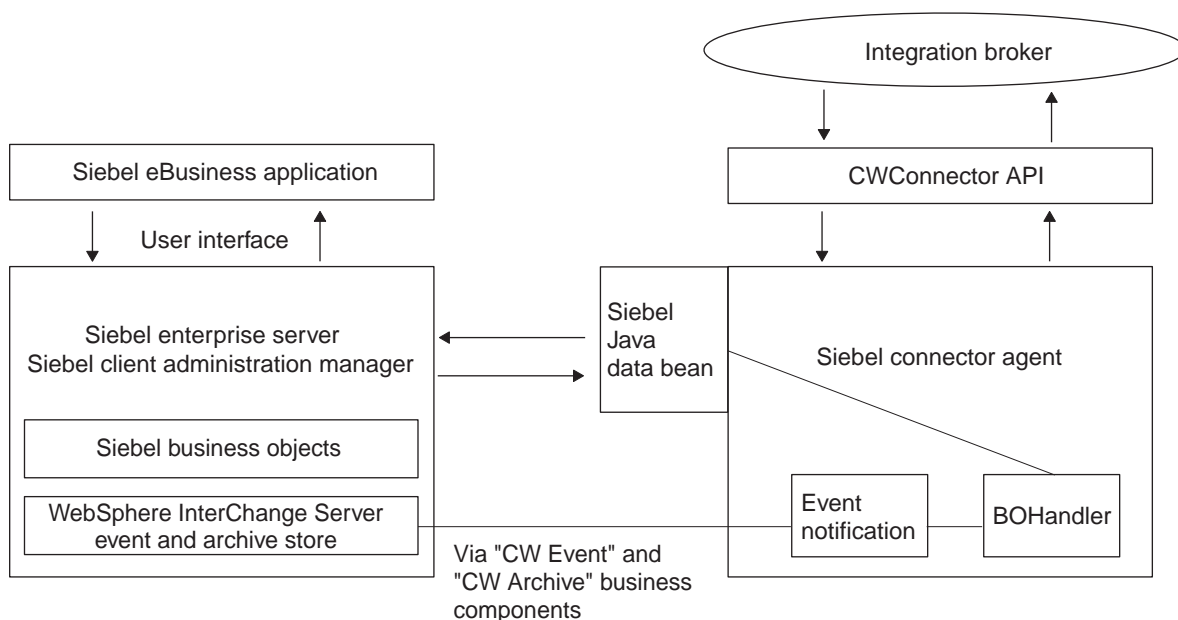 Integration broker
Siebel eBusiness application
CWConnector API
User interface
Siebel enterprise server
Siebel client administration manager
Siebel
Java
data bean
Siebel connector agent
Siebel business objects
WebSphere InterChange Server
event and archive store
Event
notification
BOHandler
Via "CW Event" and
"CW Archive" business
components